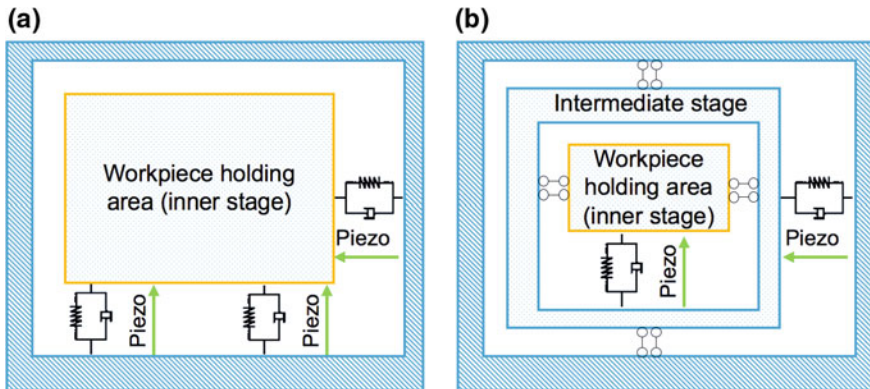 (a)
Workpiece holding
area (inner stage)
Piezo
Piezo
Piezo
(b)
Intermediate stage
Workpiece
holding area
(inner stage)
Piezo
Piezo